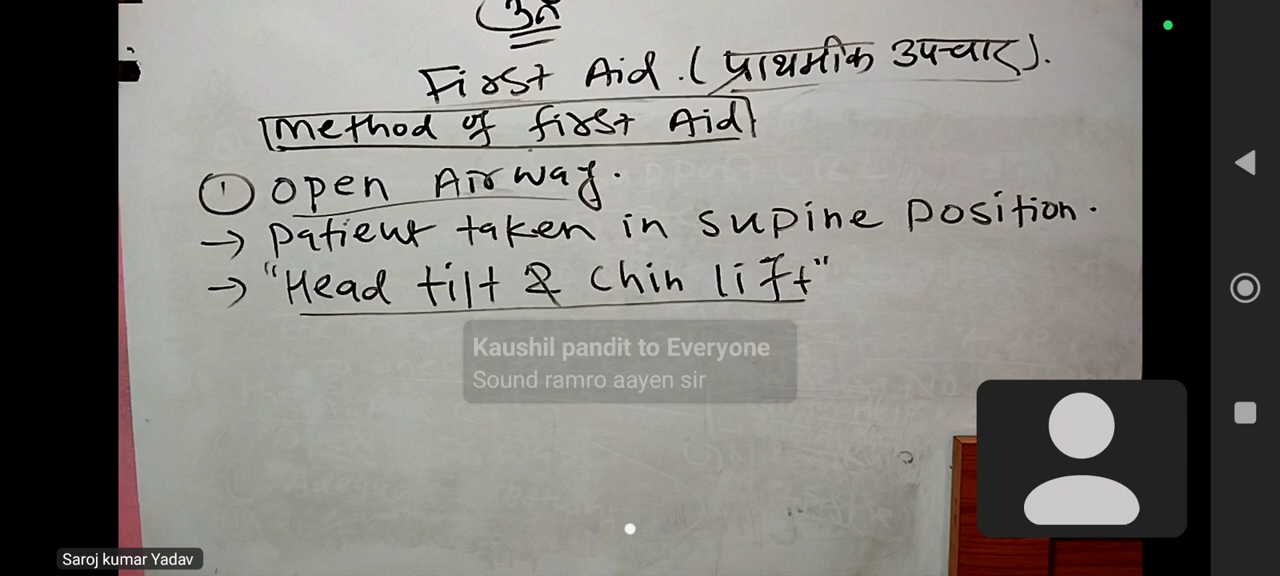 First Aid. (प्राथमीक उपचार).
Method of first Aid
① open Airway.
→ patient taken in supine position.
→ "Head tilt & chin lift"
Kaushil pandit to Everyone
Sound ramro aayen sir
Saroj kumar Yadav